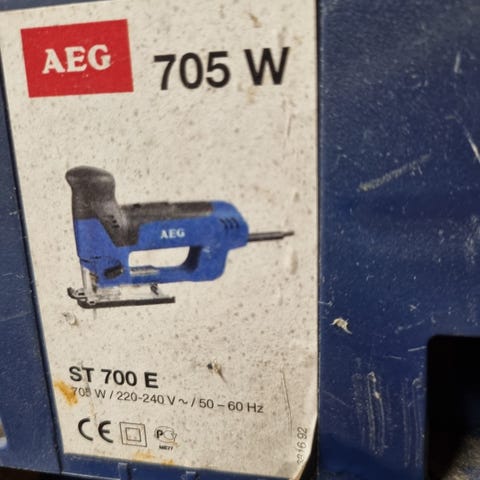 AEG
705 W
AEG
ST 700 E
705 W / 220-240 V ~ / 50 – 60 Hz
CE